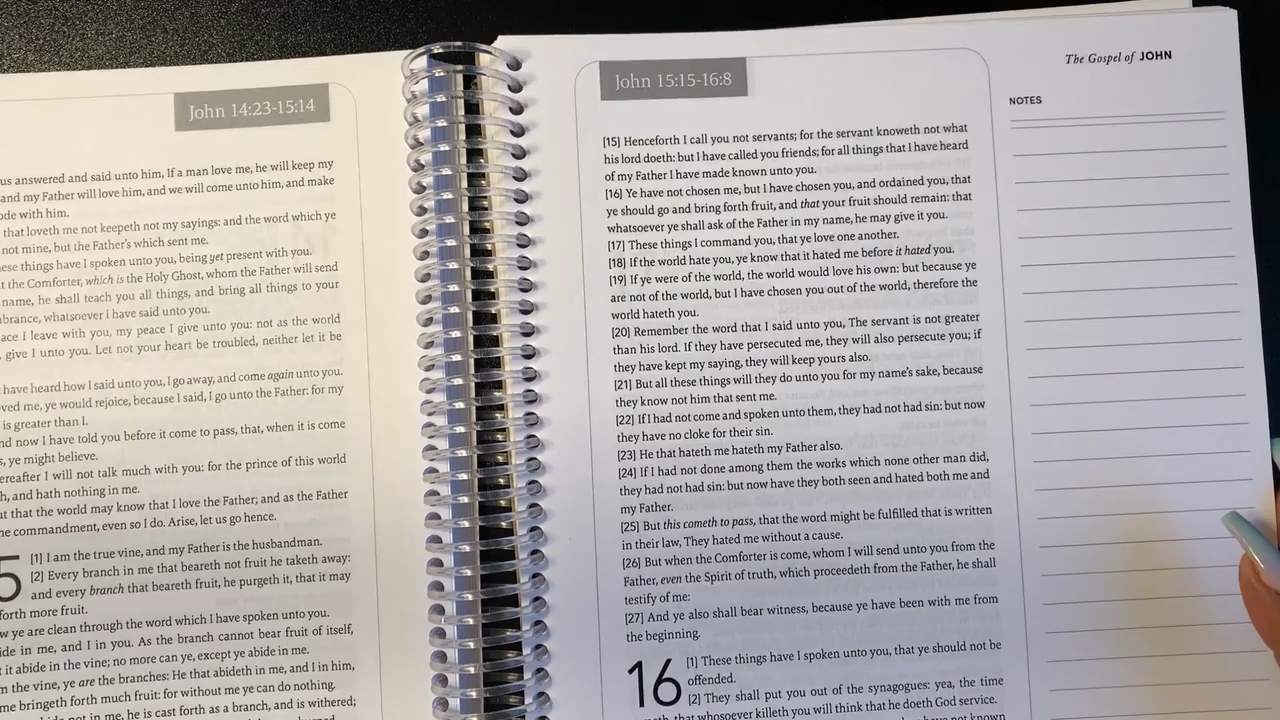 John 14:23-15:14
us answered and said unto him, If a man love me, he will keep my
and my Father will love him, and we will come unto him, and make
ode with him.
that loveth me not keepeth not my sayings: and the word which ye
not mine, but the Father's which sent me.
ese things have I spoken unto you, being yet present with you.
t the Comforter, which is the Holy Ghost, whom the Father will send
name, he shall teach you all things, and bring all things to your
mbrance, whatsoever I have said unto you.
ace I leave with you, my peace I give unto you: not as the world
, give I unto you. Let not your heart be troubled, neither let it be
have heard how I said unto you, I go away, and come again unto you.
ved me, ye would rejoice, because I said, I go unto the Father: for my
is greater than I.
nd now I have told you before it come to pass, that, when it is come
s, ye might believe.
ereafter I will not talk much with you: for the prince of this world
h, and hath nothing in me.
ut that the world may know that I love the Father; and as the Father
ne commandment, even so I do. Arise, let us go hence.
5 [1] I am the true vine, and my Father is the husbandman.
[2] Every branch in me that beareth not fruit he taketh away:
and every branch that beareth fruit, he purgeth it, that it may
forth more fruit.
w ye are clean through the word which I have spoken unto you.
ide in me, and I in you. As the branch cannot bear fruit of itself,
t it abide in the vine; no more can ye, except ye abide in me.
m the vine, ye are the branches: He that abideth in me, and I in him,
me bringeth forth much fruit: for without me ye can do nothing.
not in me, he is cast forth as a branch, and is withered;
John 15:15-16:8
[15] Henceforth I call you not servants; for the servant knoweth not what
his lord doeth: but I have called you friends; for all things that I have heard
of my Father I have made known unto you.
[16] Ye have not chosen me, but I have chosen you, and ordained you, that
ye should go and bring forth fruit, and that your fruit should remain: that
whatsoever ye shall ask of the Father in my name, he may give it you.
[17] These things I command you, that ye love one another.
[18] If the world hate you, ye know that it hated me before it hated you.
[19] If ye were of the world, the world would love his own: but because ye
are not of the world, but I have chosen you out of the world, therefore the
world hateth you.
[20] Remember the word that I said unto you, The servant is not greater
than his lord. If they have persecuted me, they will also persecute you; if
they have kept my saying, they will keep yours also.
[21] But all these things will they do unto you for my name's sake, because
they know not him that sent me.
[22] If I had not come and spoken unto them, they had not had sin: but now
they have no cloke for their sin.
[23] He that hateth me hateth my Father also.
[24] If I had not done among them the works which none other man did,
they had not had sin: but now have they both seen and hated both me and
my Father.
[25] But this cometh to pass, that the word might be fulfilled that is written
in their law, They hated me without a cause.
[26] But when the Comforter is come, whom I will send unto you from the
Father, even the Spirit of truth, which proceedeth from the Father, he shall
testify of me:
[27] And ye also shall bear witness, because ye have been with me from
the beginning.
16 [1] These things have I spoken unto you, that ye should not be
offended.
[2] They shall put you out of the synagogues: yea, the time
that whosoever killeth you will think that he doeth God service.
have not known
The Gospel of JOHN
NOTES